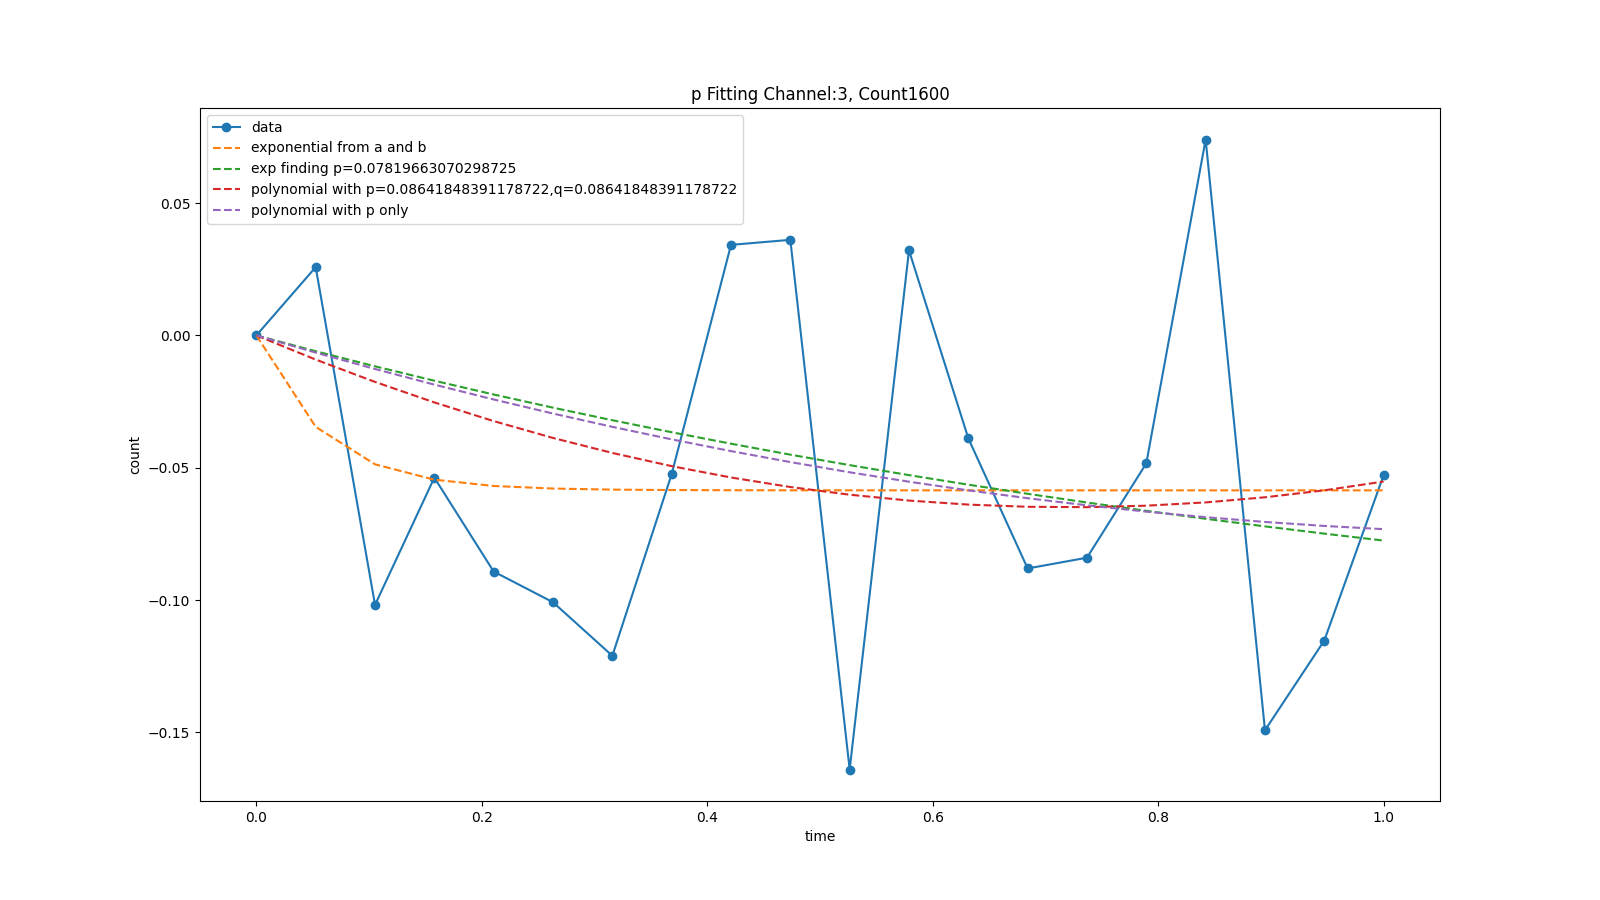 p Fitting Channel:3, Count1600
data
exponential from a and b
exp finding p=0.07819663070298725
polynomial with p=0.08641848391178722,q=0.08641848391178722
polynomial with p only
count
0.05
0.00
−0.05
−0.10
−0.15
0.0 0.2 0.4 0.6 0.8 1.0
time